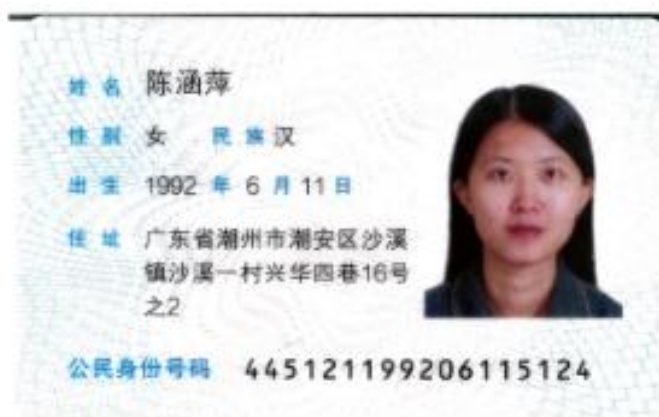 姓名 陈涵萍
性别 女 民族 汉
出生 1992 年 6 月 11 日
住址 广东省潮州市潮安区沙溪
镇沙溪一村兴华四巷16号
之2
公民身份号码 445121199206115124